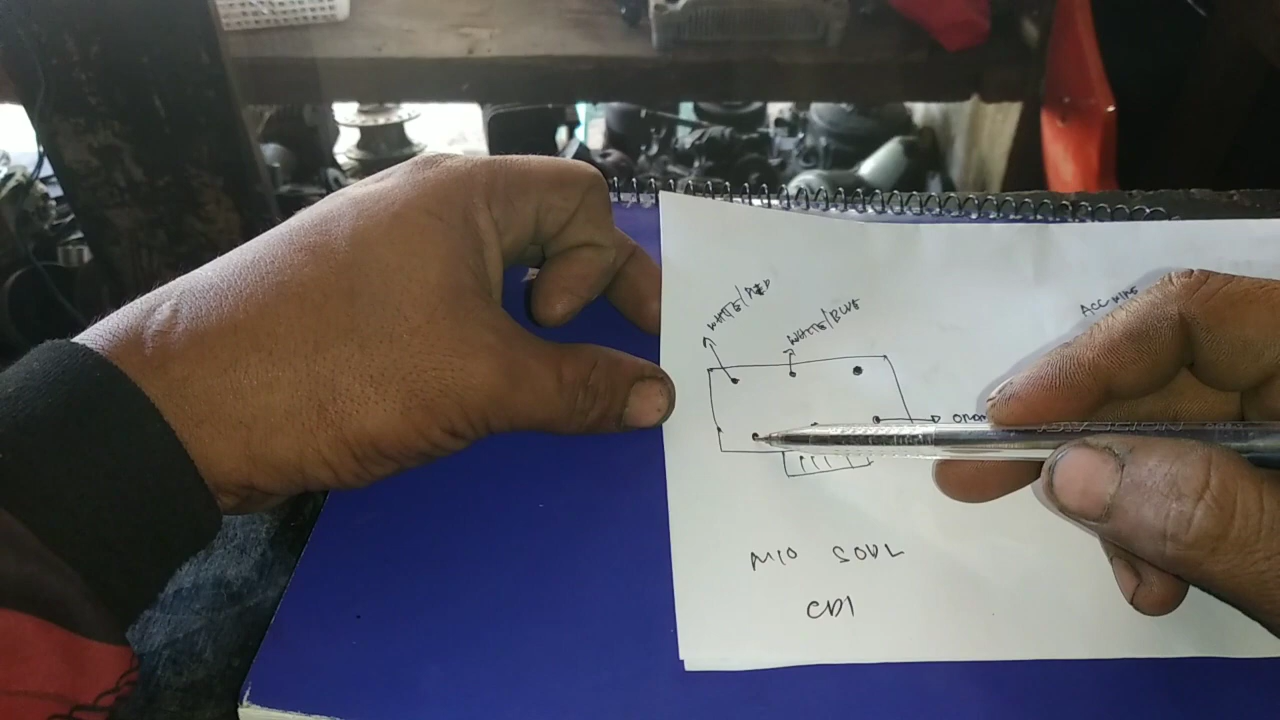 WHITE/RED
WHITE/BLUE
ACC WIRE
MIO SOUL
CDI